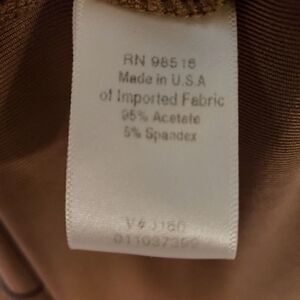 RN 98516
Made in U.S.A
of Imported Fabric
95% Acetate
5% Spandex